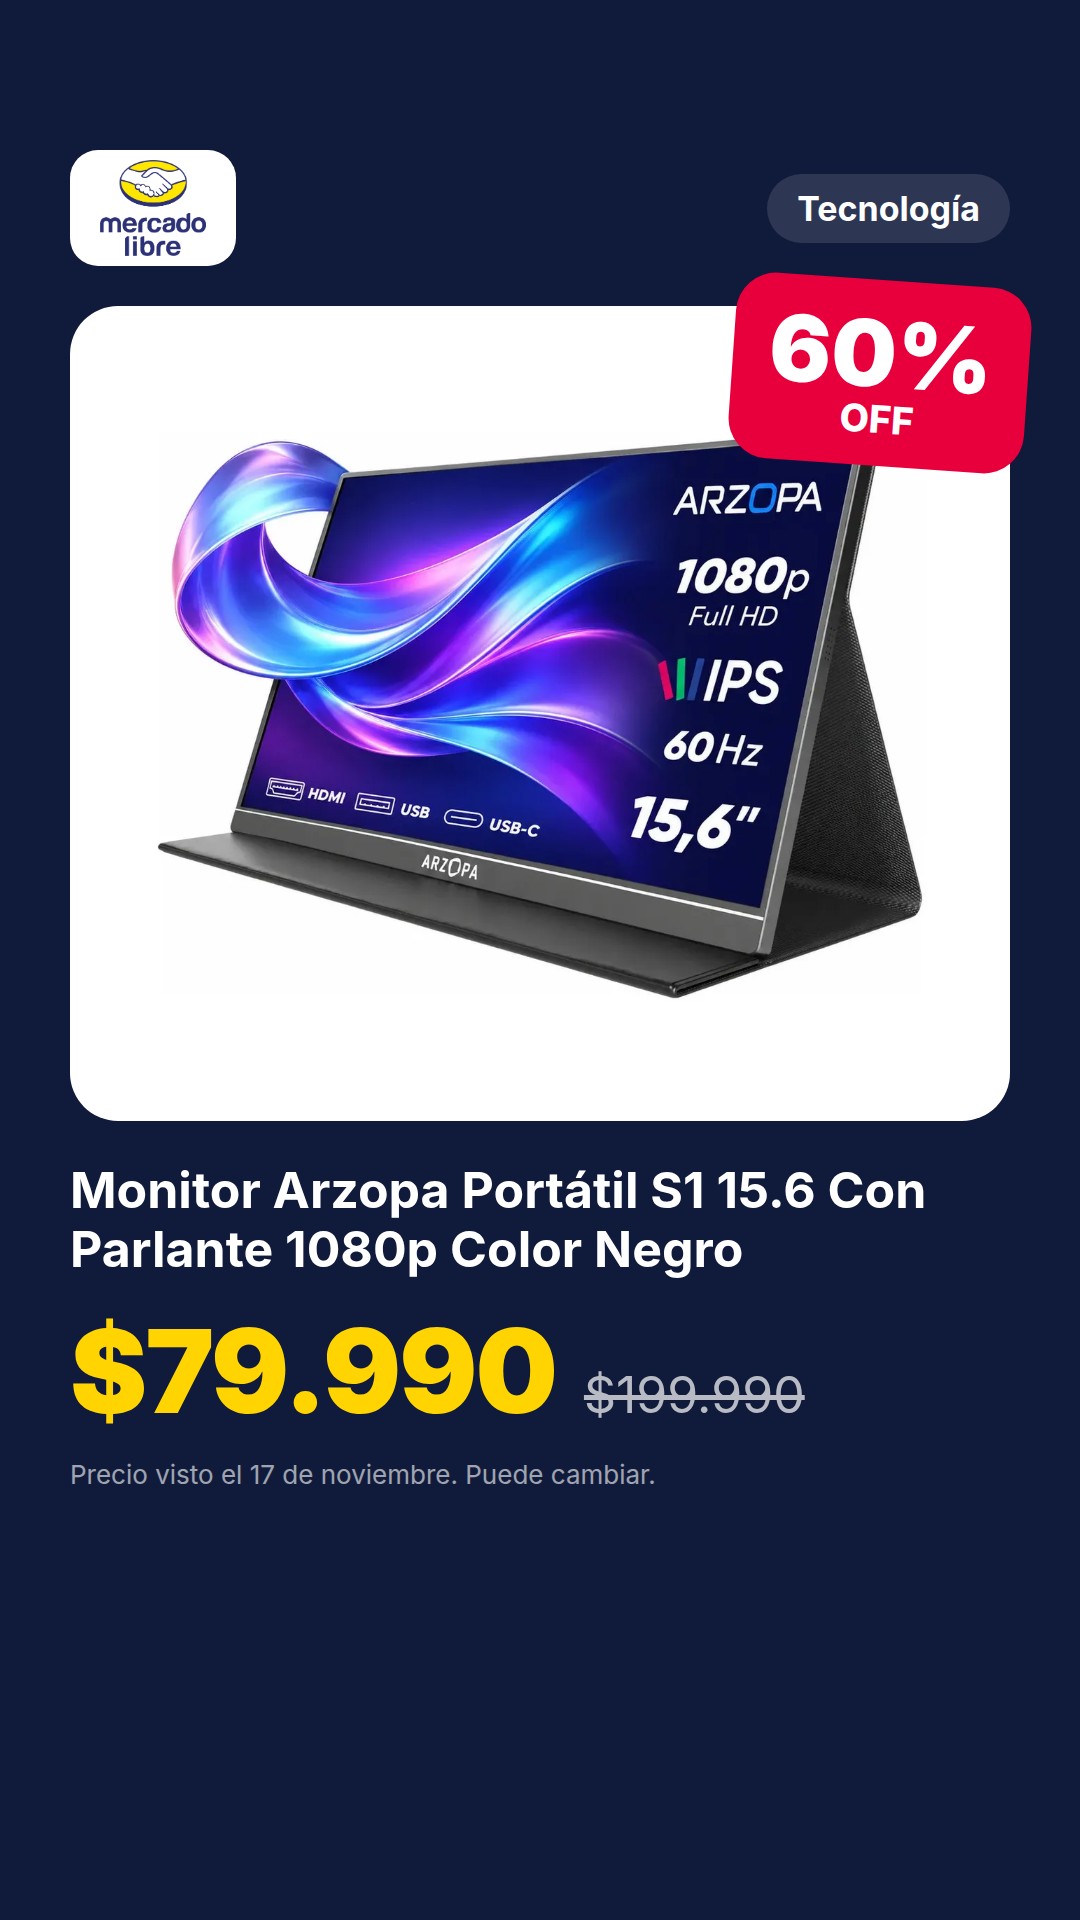 mercado
libre
Tecnología
60%
OFF
ARZOPA
1080p
Full HD
IPS
60Hz
15,6"
HDMI USB USB-C
ARZOPA
Monitor Arzopa Portátil S1 15.6 Con
Parlante 1080p Color Negro
$79.990 $199.990
Precio visto el 17 de noviembre. Puede cambiar.